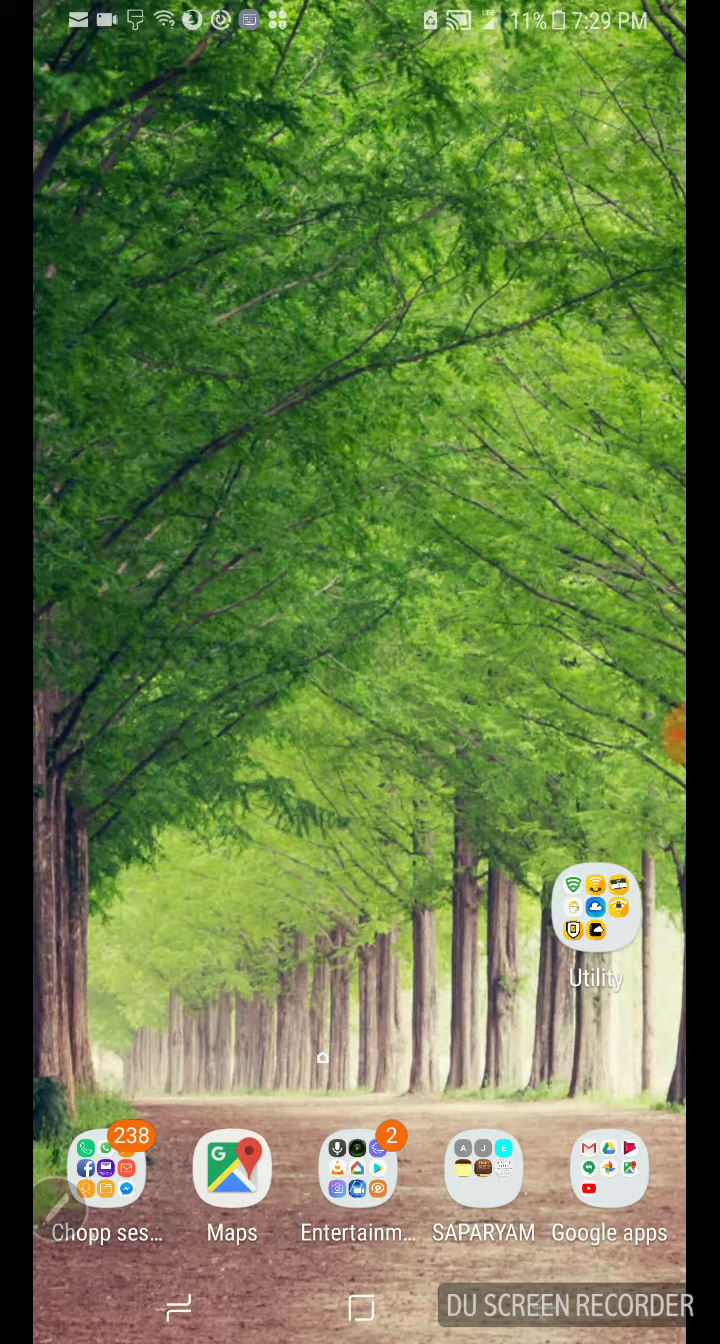 11% 7:29 PM
Utility
238
2
Chopp ses...
Maps
Entertainm...
SAPARYAM
Google apps
DU SCREEN RECORDER